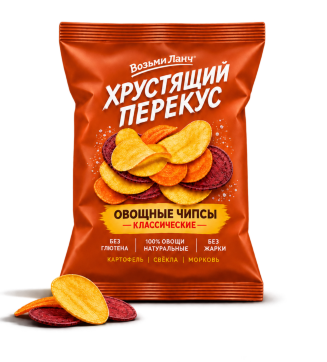 Возьми Ланч®
ХРУСТЯЩИЙ
ПЕРЕКУС
ОВОЩНЫЕ ЧИПСЫ
КЛАССИЧЕСКИЕ
БЕЗ ГЛЮТЕНА
100% ОВОЩИ НАТУРАЛЬНЫЕ
БЕЗ ЖАРКИ
КАРТОФЕЛЬ | СВЁКЛА | МОРКОВЬ